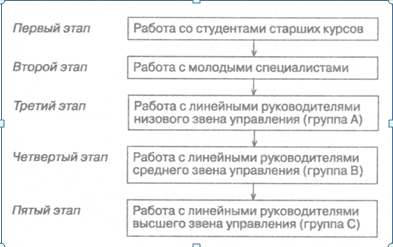 Первый этап
Работа со студентами старших курсов
Второй этап
Работа с молодыми специалистами
Третий этап
Работа с линейными руководителями
низового звена управления (группа А)
Четвертый этап
Работа с линейными руководителями
среднего звена управления (группа В)
Пятый этап
Работа с линейными руководителями
высшего звена управления (группа С)